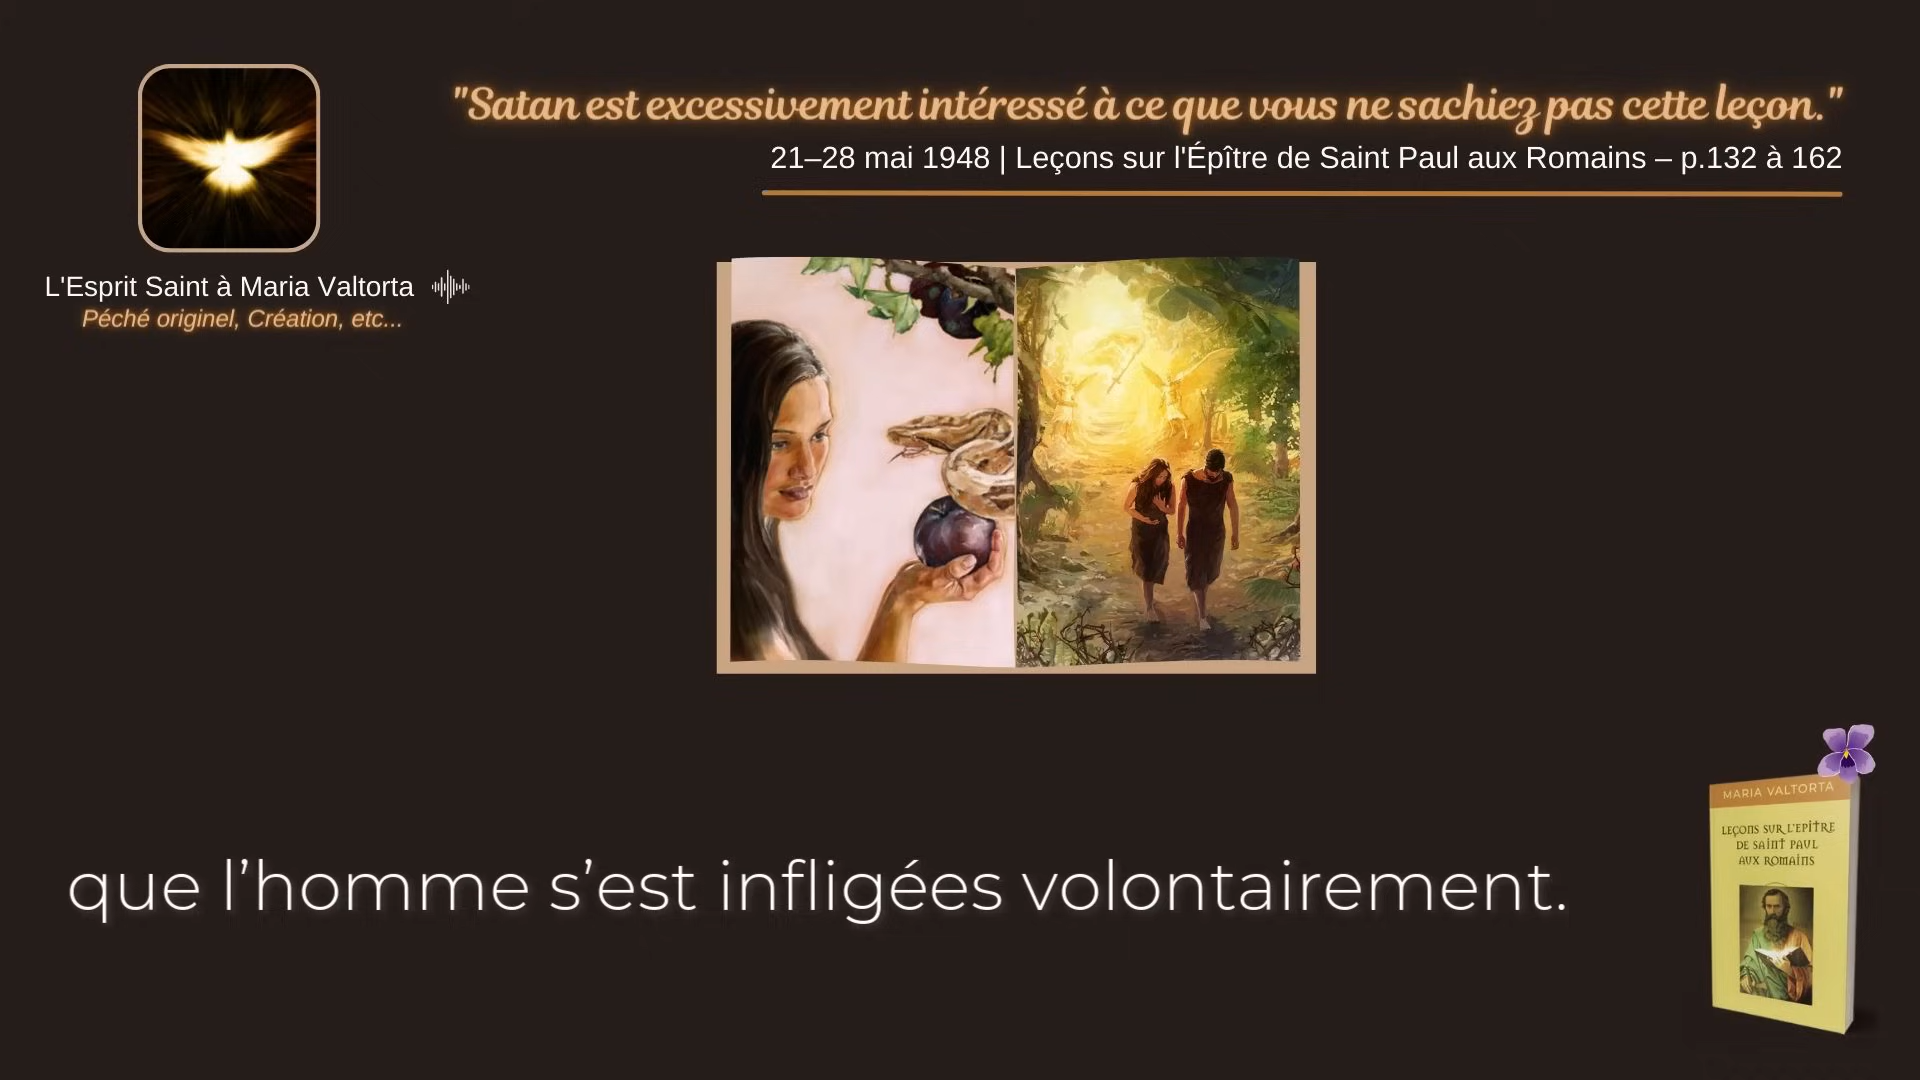 "Satan est excessivement intéressé à ce que vous ne sachiez pas cette leçon."
21–28 mai 1948 | Leçons sur l'Épître de Saint Paul aux Romains – p.132 à 162
L'Esprit Saint à Maria Valtorta
Péché originel, Création, etc...
que l’homme s’est infligées volontairement.
MARIA VALTORTA
LEÇONS SUR L'EPÎTRE
DE SAINT PAUL
AUX ROMAINS